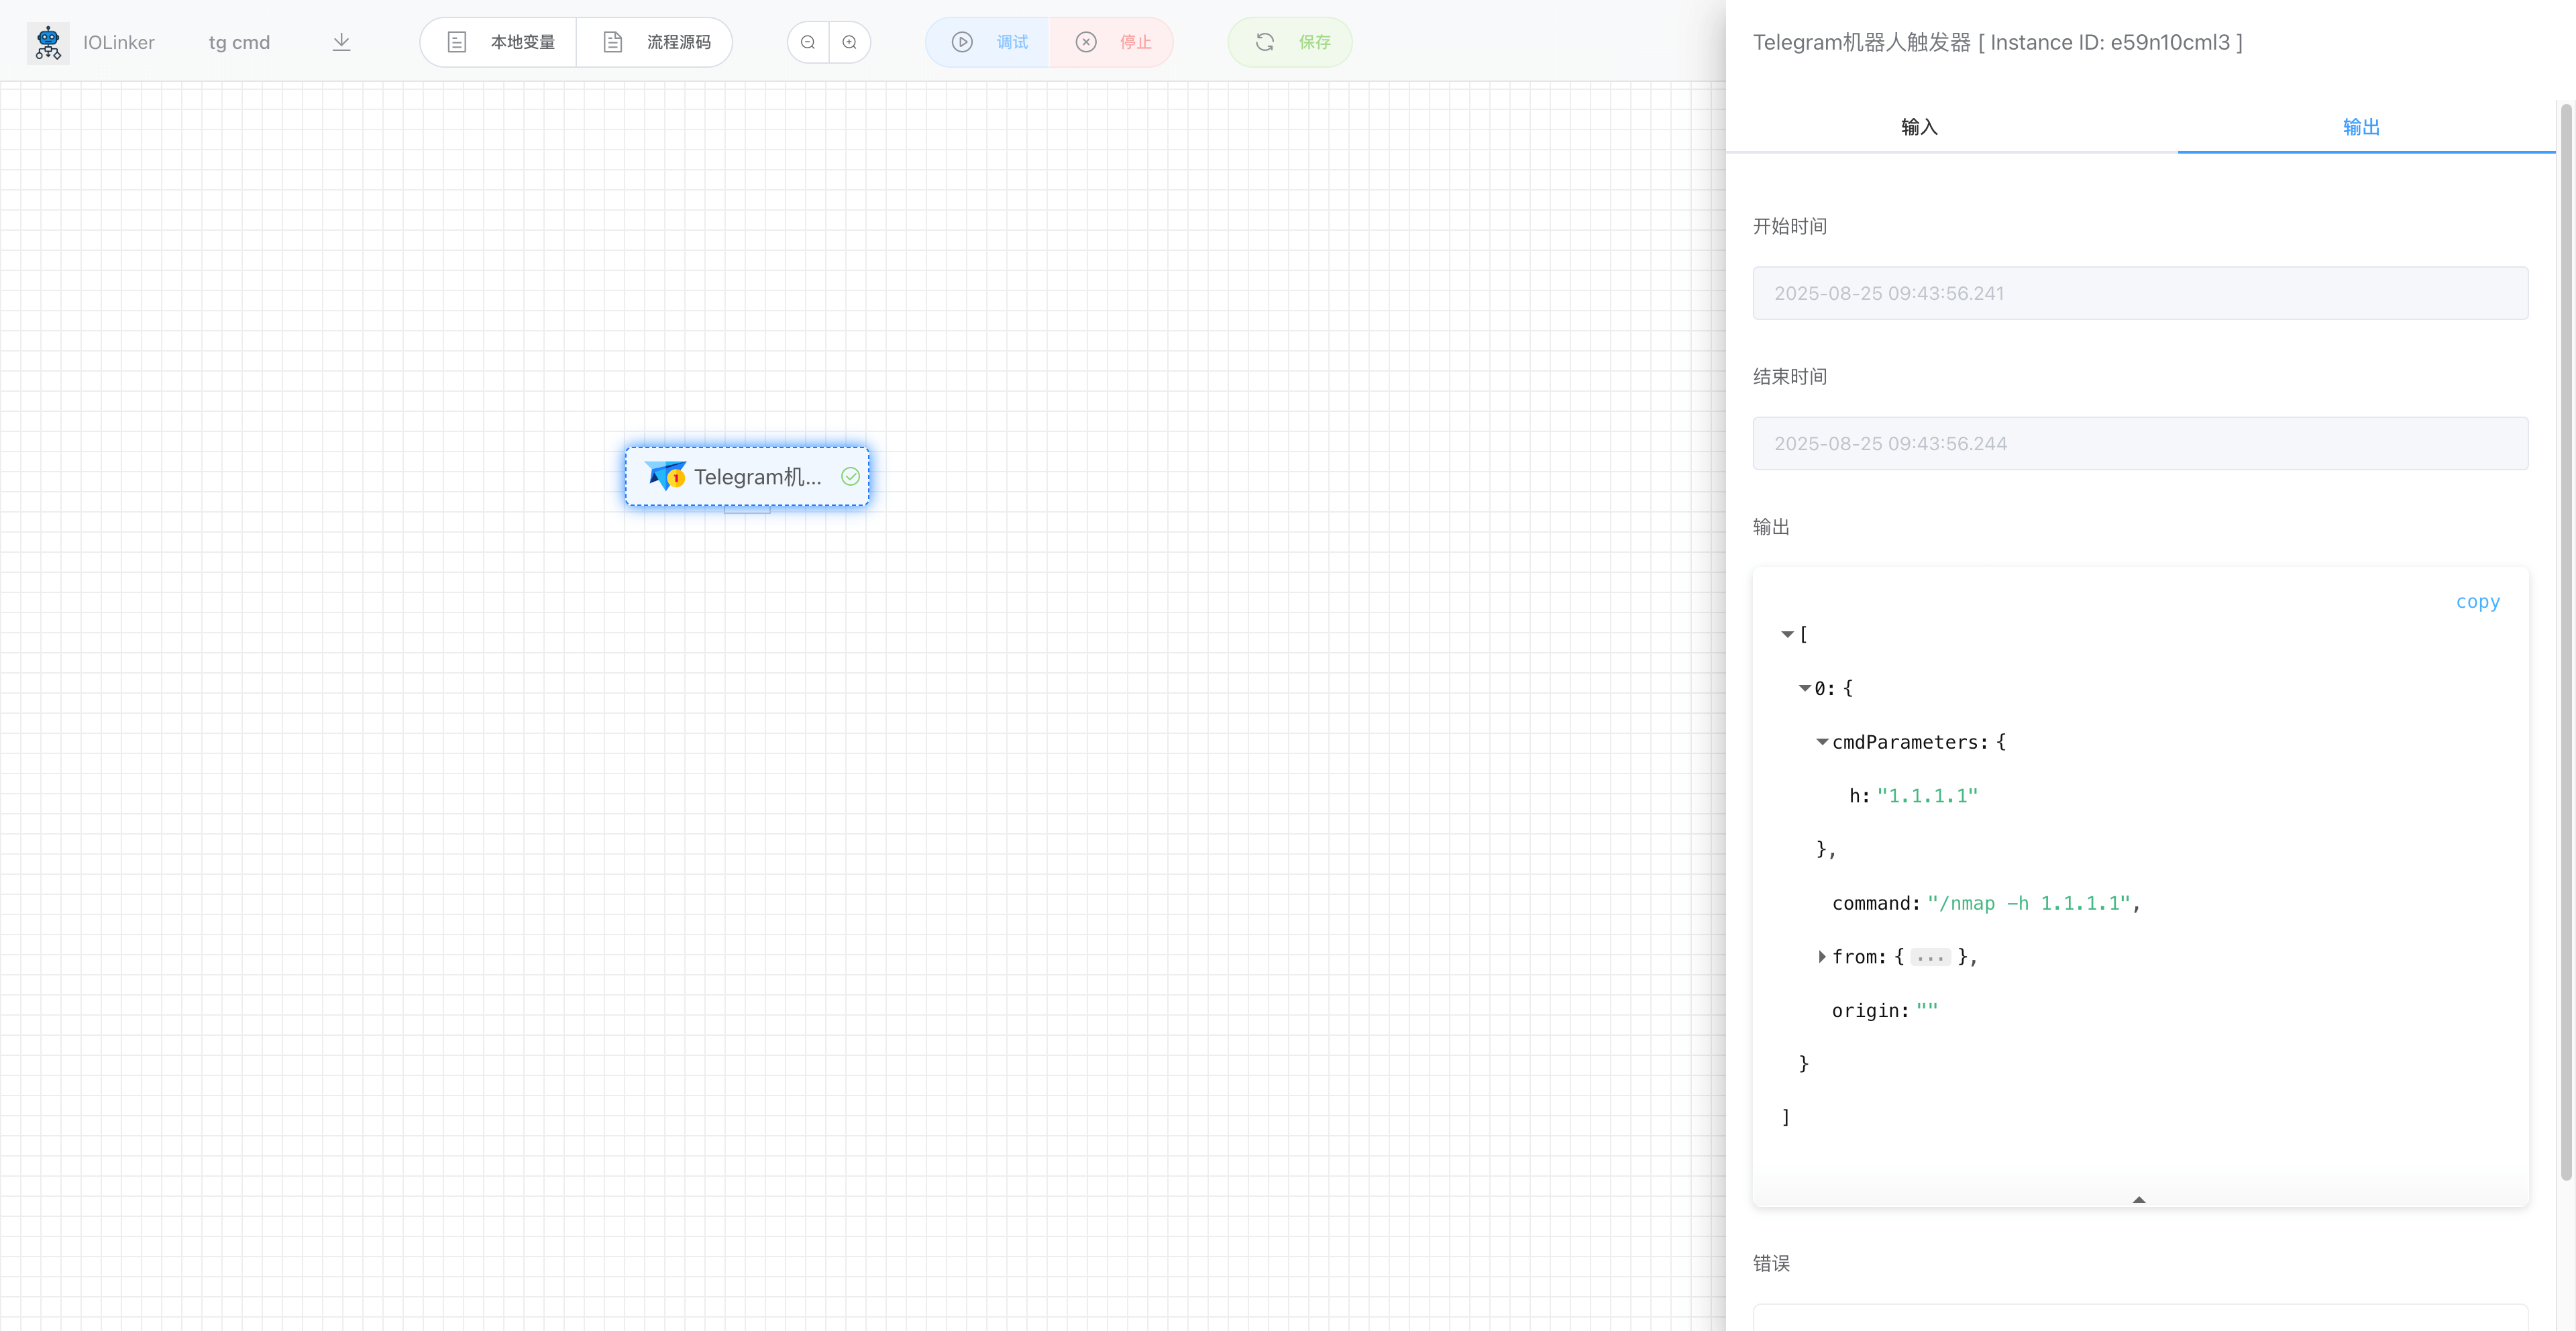 IOLinker tg cmd 本地变量 流程源码 调试 停止 保存
Telegram机器人触发器 [ Instance ID: e59n10cml3 ]
输入 输出
开始时间
2025-08-25 09:43:56.241
结束时间
2025-08-25 09:43:56.244
Telegram机...
1
输出
copy
[
0: {
cmdParameters: {
h: "1.1.1.1"
},
command: "/nmap -h 1.1.1.1",
from: { ... },
origin: ""
}
]
错误